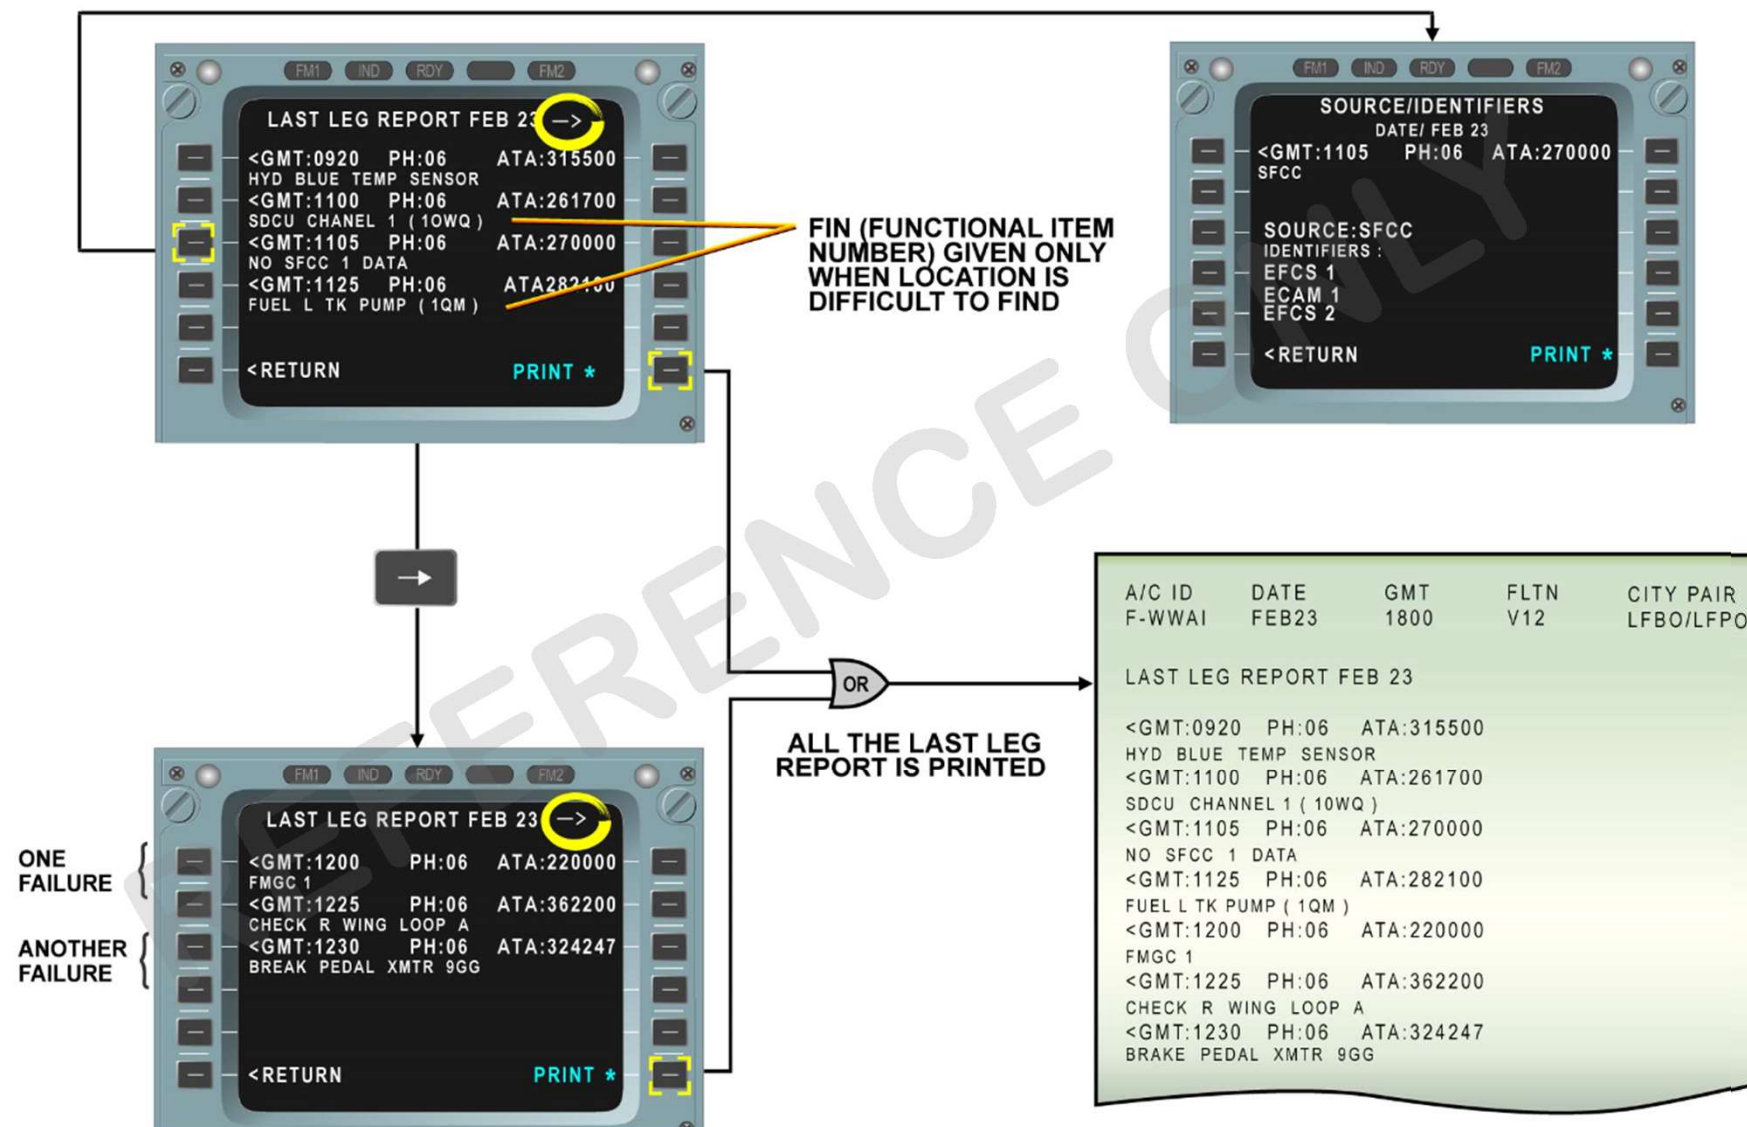 FM1 IND RDY FM2
LAST LEG REPORT FEB 23 —>
<GMT:0920 PH:06 ATA:315500
HYD BLUE TEMP SENSOR
<GMT:1100 PH:06 ATA:261700
SDCU CHANEL 1 ( 10WQ )
<GMT:1105 PH:06 ATA:270000
NO SFCC 1 DATA
<GMT:1125 PH:06 ATA282100
FUEL L TK PUMP ( 1QM )
<RETURN PRINT *
FIN (FUNCTIONAL ITEM
NUMBER) GIVEN ONLY
WHEN LOCATION IS
DIFFICULT TO FIND
FM1 IND RDY FM2
SOURCE/IDENTIFIERS
DATE/ FEB 23
<GMT:1105 PH:06 ATA:270000
SFCC
SOURCE:SFCC
IDENTIFIERS :
EFCS 1
ECAM 1
EFCS 2
<RETURN PRINT *
→
OR
ALL THE LAST LEG
REPORT IS PRINTED
ONE
FAILURE
ANOTHER
FAILURE
FM1 IND RDY FM2
LAST LEG REPORT FEB 23 —>
<GMT:1200 PH:06 ATA:220000
FMGC 1
<GMT:1225 PH:06 ATA:362200
CHECK R WING LOOP A
<GMT:1230 PH:06 ATA:324247
BREAK PEDAL XMTR 9GG
<RETURN PRINT *
A/C ID DATE GMT FLTN CITY PAIR
F-WWAI FEB23 1800 V12 LFBO/LFPO
LAST LEG REPORT FEB 23
<GMT:0920 PH:06 ATA:315500
HYD BLUE TEMP SENSOR
<GMT:1100 PH:06 ATA:261700
SDCU CHANNEL 1 ( 10WQ )
<GMT:1105 PH:06 ATA:270000
NO SFCC 1 DATA
<GMT:1125 PH:06 ATA:282100
FUEL L TK PUMP ( 1QM )
<GMT:1200 PH:06 ATA:220000
FMGC 1
<GMT:1225 PH:06 ATA:362200
CHECK R WING LOOP A
<GMT:1230 PH:06 ATA:324247
BRAKE PEDAL XMTR 9GG
REFERENCE ONLY